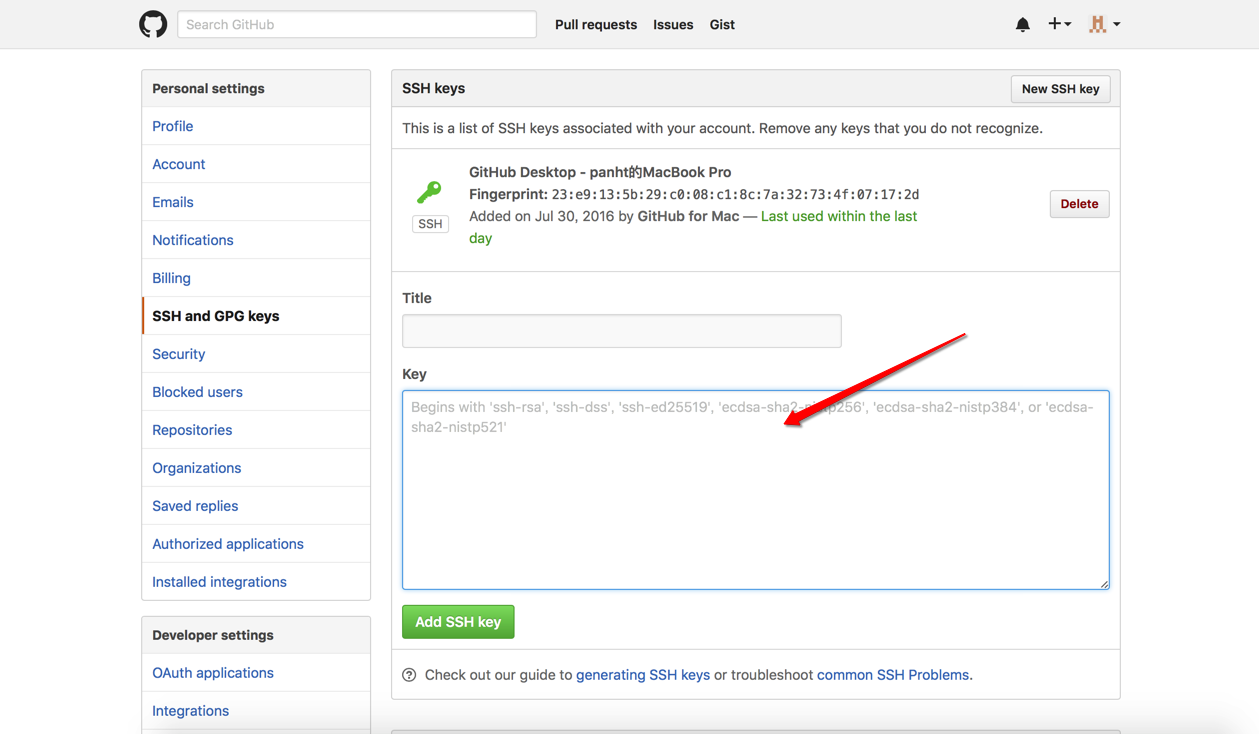 Search GitHub
Pull requests Issues Gist
Personal settings
Profile
Account
Emails
Notifications
Billing
SSH and GPG keys
Security
Blocked users
Repositories
Organizations
Saved replies
Authorized applications
Installed integrations
Developer settings
OAuth applications
Integrations
SSH keys
New SSH key
This is a list of SSH keys associated with your account. Remove any keys that you do not recognize.
SSH
GitHub Desktop - panht的MacBook Pro
Fingerprint: 23:e9:13:5b:29:c0:08:c1:8c:7a:32:73:4f:07:17:2d
Added on Jul 30, 2016 by GitHub for Mac — Last used within the last
day
Delete
Title
Key
Begins with 'ssh-rsa', 'ssh-dss', 'ssh-ed25519', 'ecdsa-sha2-nistp256', 'ecdsa-sha2-nistp384', or 'ecdsa-
sha2-nistp521'
Add SSH key
Check out our guide to generating SSH keys or troubleshoot common SSH Problems.